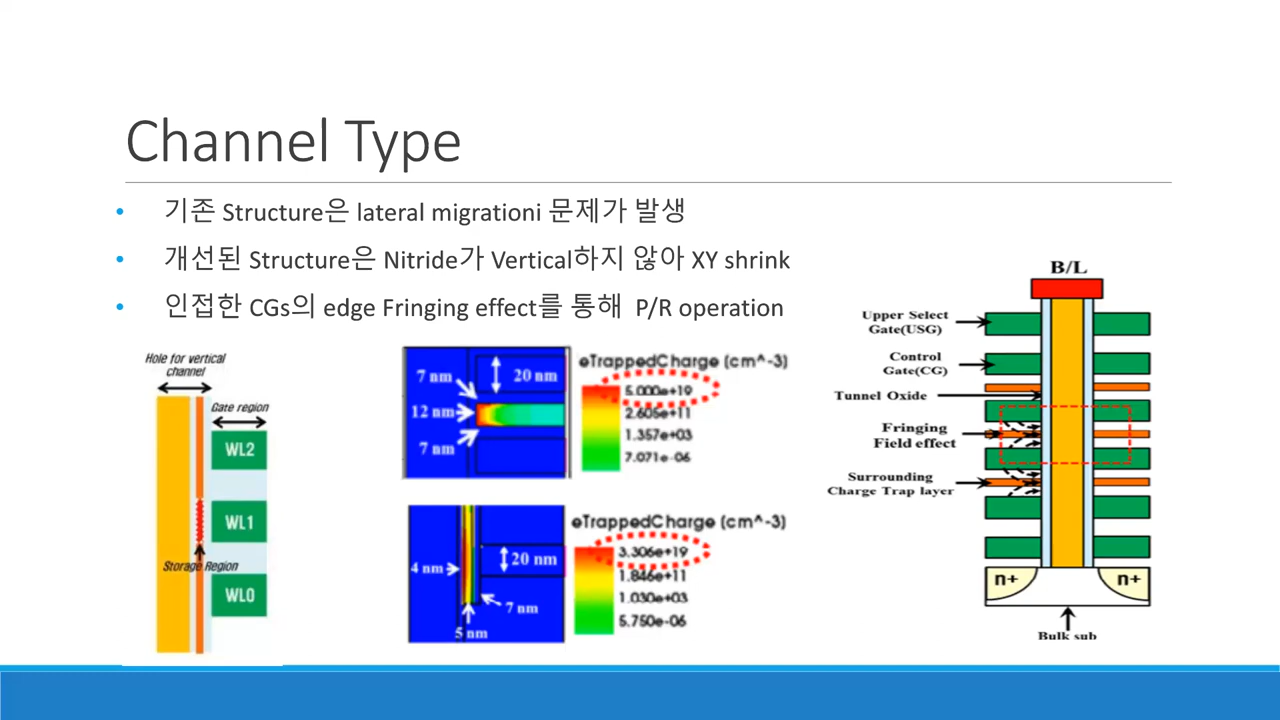 Channel Type
• 기존 Structure은 lateral migrationi 문제가 발생
• 개선된 Structure은 Nitride가 Vertical하지 않아 XY shrink
• 인접한 CGs의 edge Fringing effect를 통해 P/R operation
Hole for vertical
channel
Gate region
WL2
WL1
Storage Region
WL0
7 nm
20 nm
12 nm
7 nm
eTrappedCharge (cm^-3)
5.000e+19
2.605e+11
1.357e+03
7.071e-06
4 nm
20 nm
7 nm
5 nm
eTrappedCharge (cm^-3)
3.306e+19
1.846e+11
1.030e+03
5.750e-06
B/L
Upper Select
Gate(USG)
Control
Gate(CG)
Tunnel Oxide
Fringing
Field effect
Surrounding
Charge Trap layer
n+
n+
Bulk sub